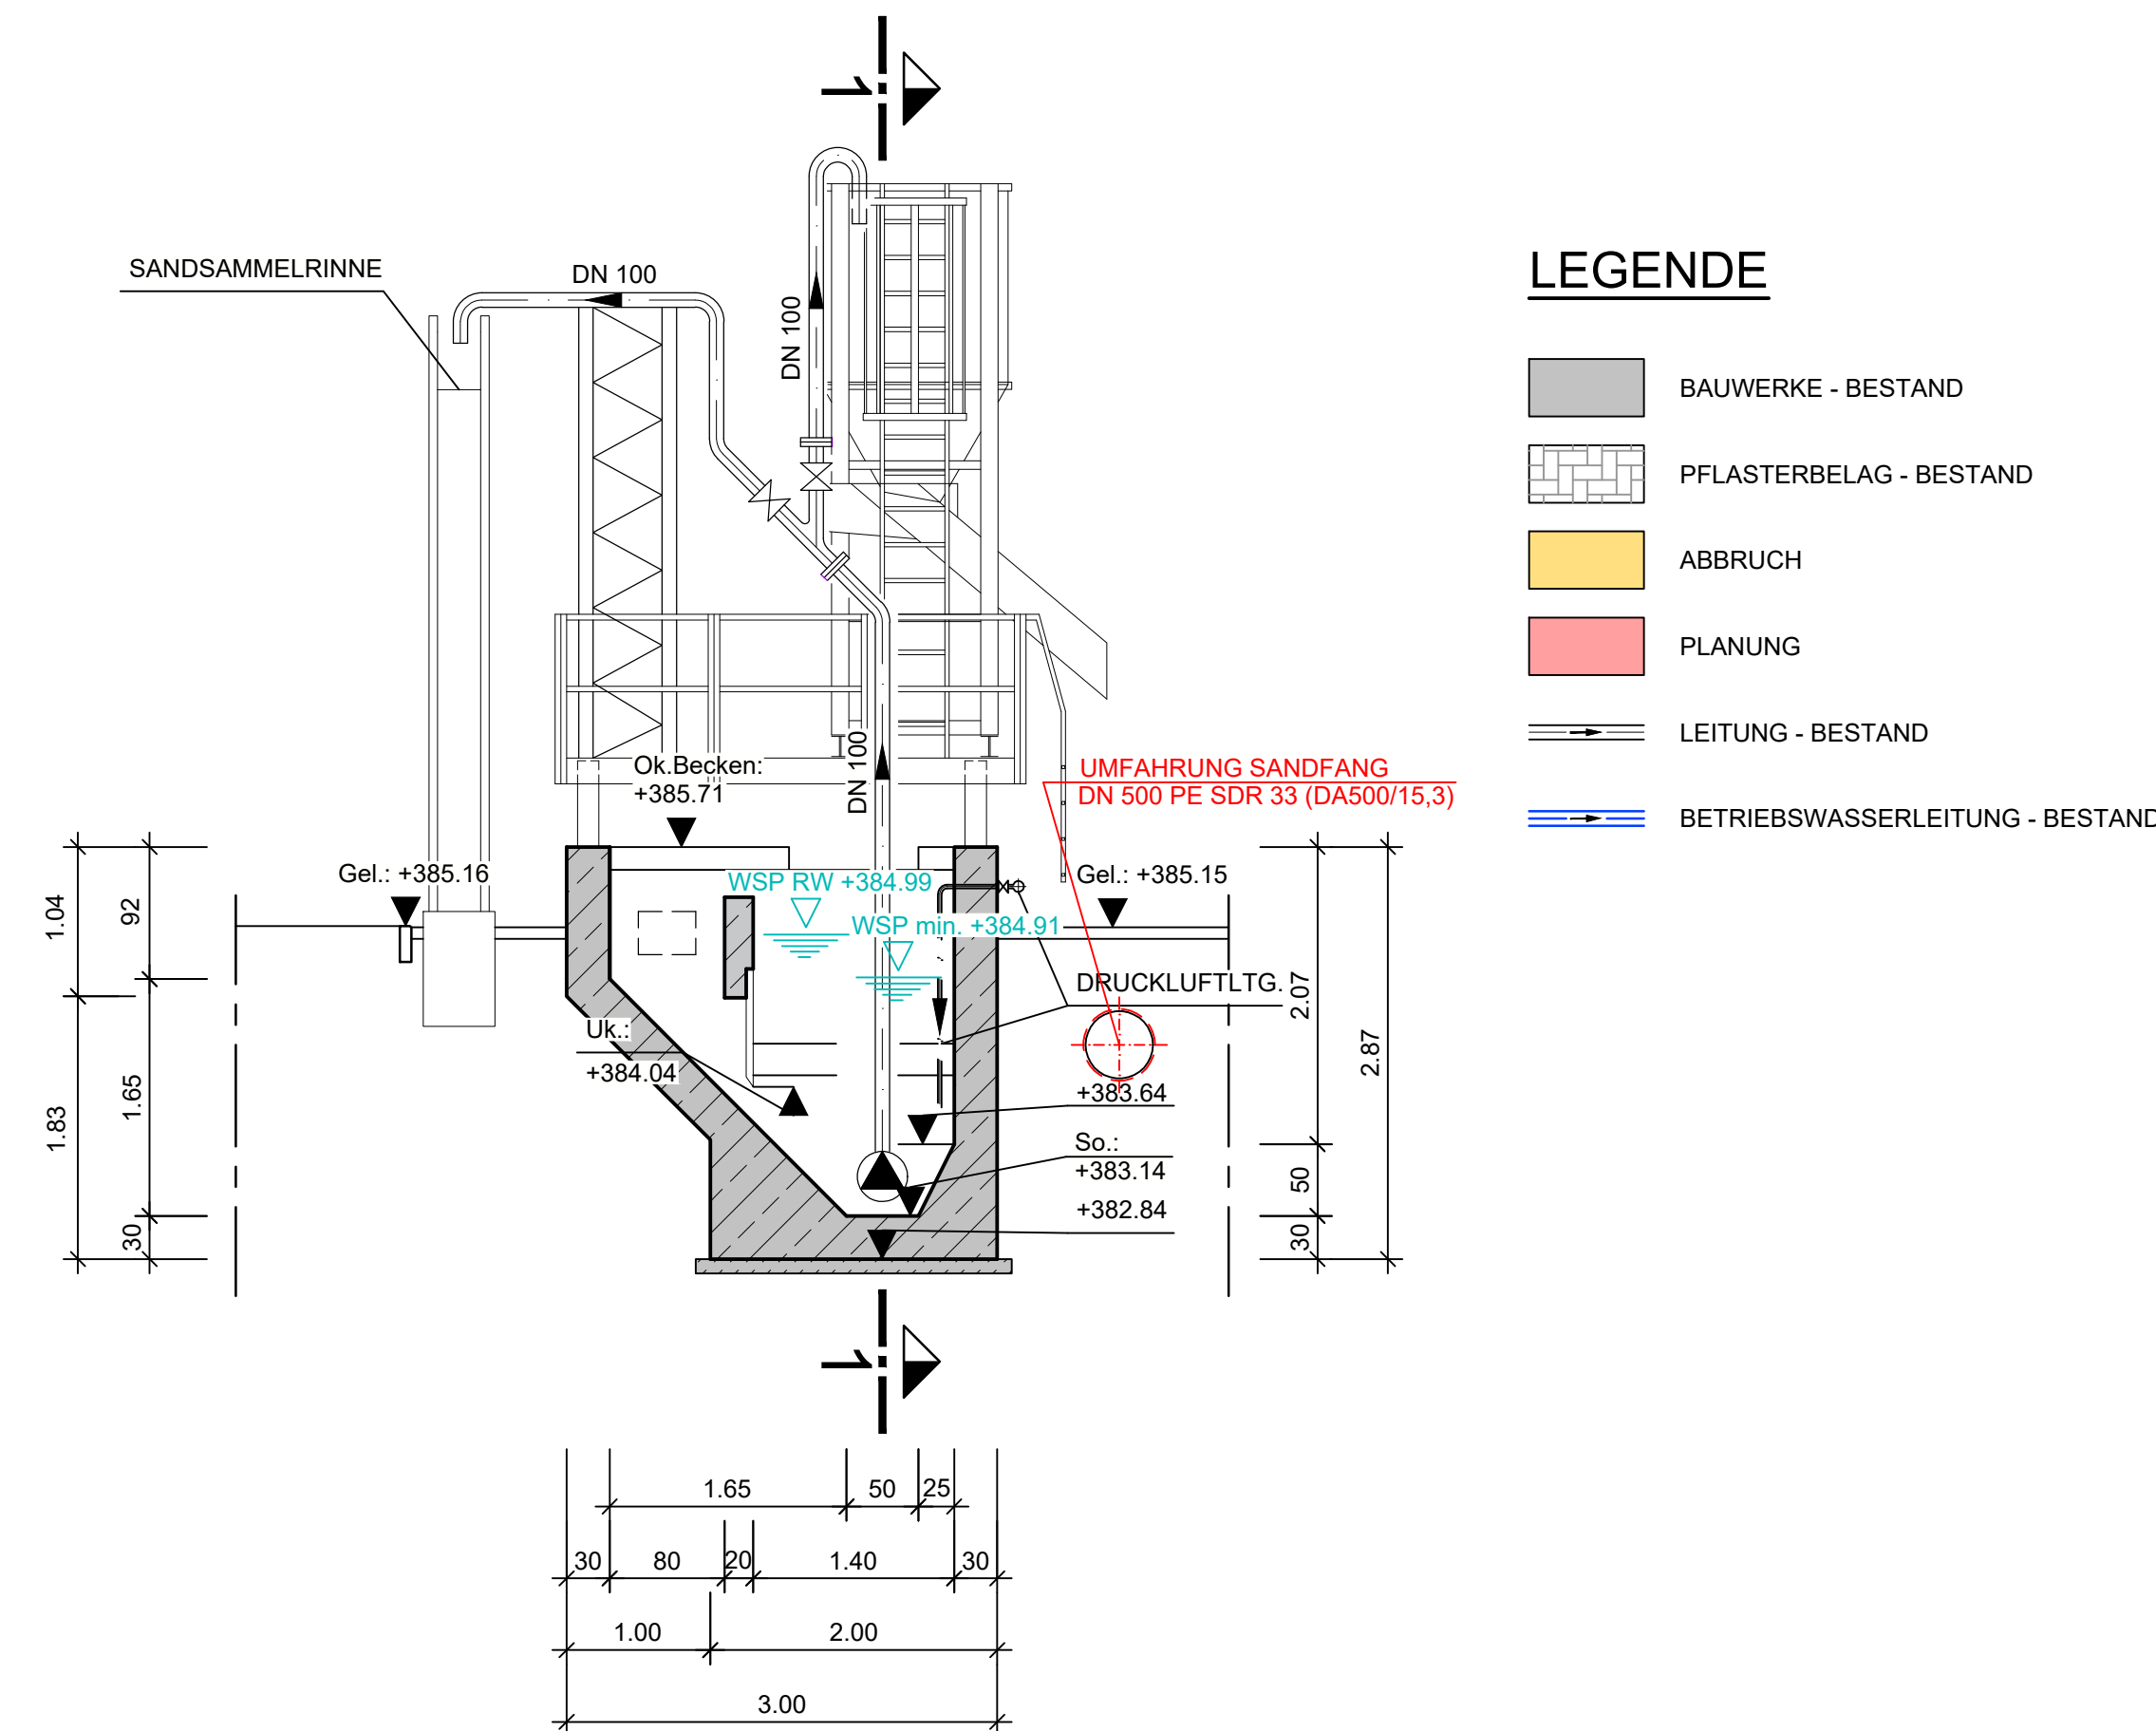 1
SANDSAMMELRINNE
DN 100
DN 100
LEGENDE
BAUWERKE - BESTAND
PFLASTERBELAG - BESTAND
ABBRUCH
PLANUNG
LEITUNG - BESTAND
BETRIEBSWASSERLEITUNG - BESTAND
DN 100
Ok.Becken:
+385.71
UMFAHRUNG SANDFANG
DN 500 PE SDR 33 (DA500/15,3)
Gel.: +385.16
WSP RW +384.99
WSP min. +384.91
Gel.: +385.15
DRUCKLUFTLTG.
Uk.:
+384.04
+383.64
So.:
+383.14
+382.84
1.04
92
1.83
1.65
30
2.07
50
30
2.87
1
1.65 50 25
30 80 20 1.40 30
1.00 2.00
3.00